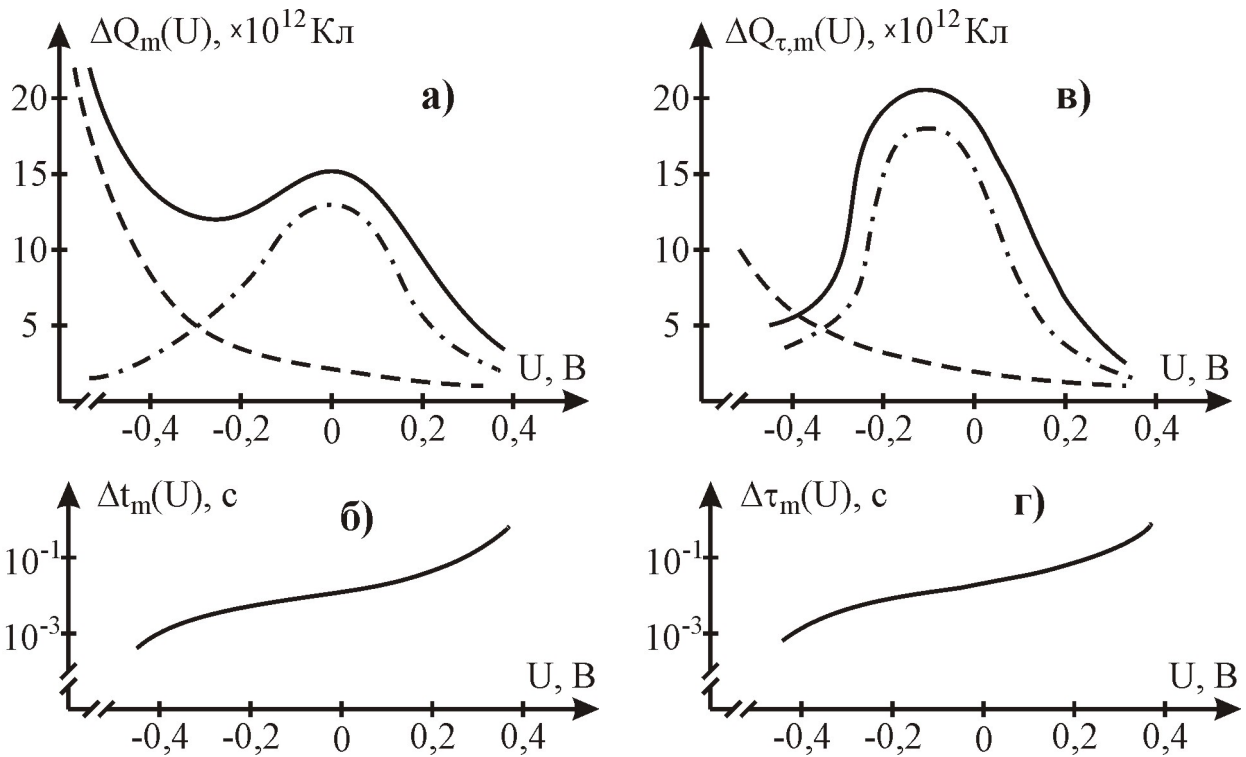 ΔQm(U), ×10¹² Кл
а)
20
15
10
5
U, В
-0,4 -0,2 0 0,2 0,4
ΔQτ,m(U), ×10¹² Кл
в)
20
15
10
5
U, В
-0,4 -0,2 0 0,2 0,4
Δtm(U), с
б)
10⁻¹
10⁻³
U, В
-0,4 -0,2 0 0,2 0,4
Δτm(U), с
г)
10⁻¹
10⁻³
U, В
-0,4 -0,2 0 0,2 0,4